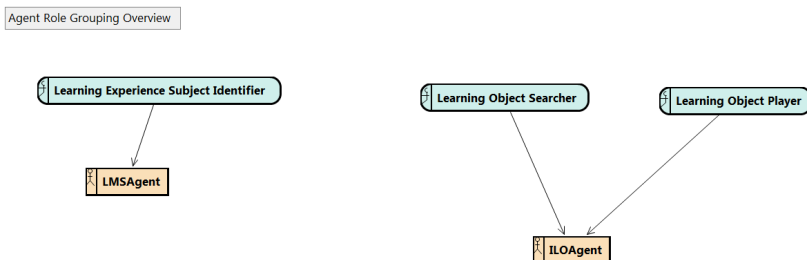 Agent Role Grouping Overview
Learning Experience Subject Identifier
Learning Object Searcher
Learning Object Player
LMSAgent
ILOAgent